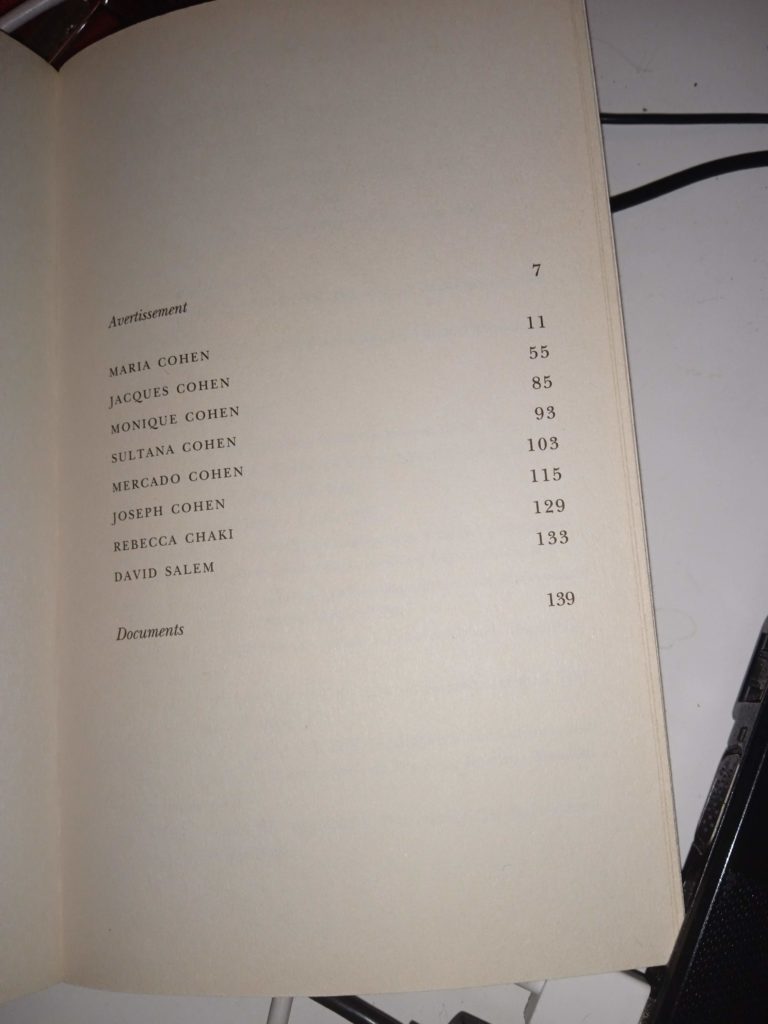 Avertissement 7
MARIA COHEN 11
JACQUES COHEN 55
MONIQUE COHEN 85
SULTANA COHEN 93
MERCADO COHEN 103
JOSEPH COHEN 115
REBECCA CHAKI 129
DAVID SALEM 133
Documents 139